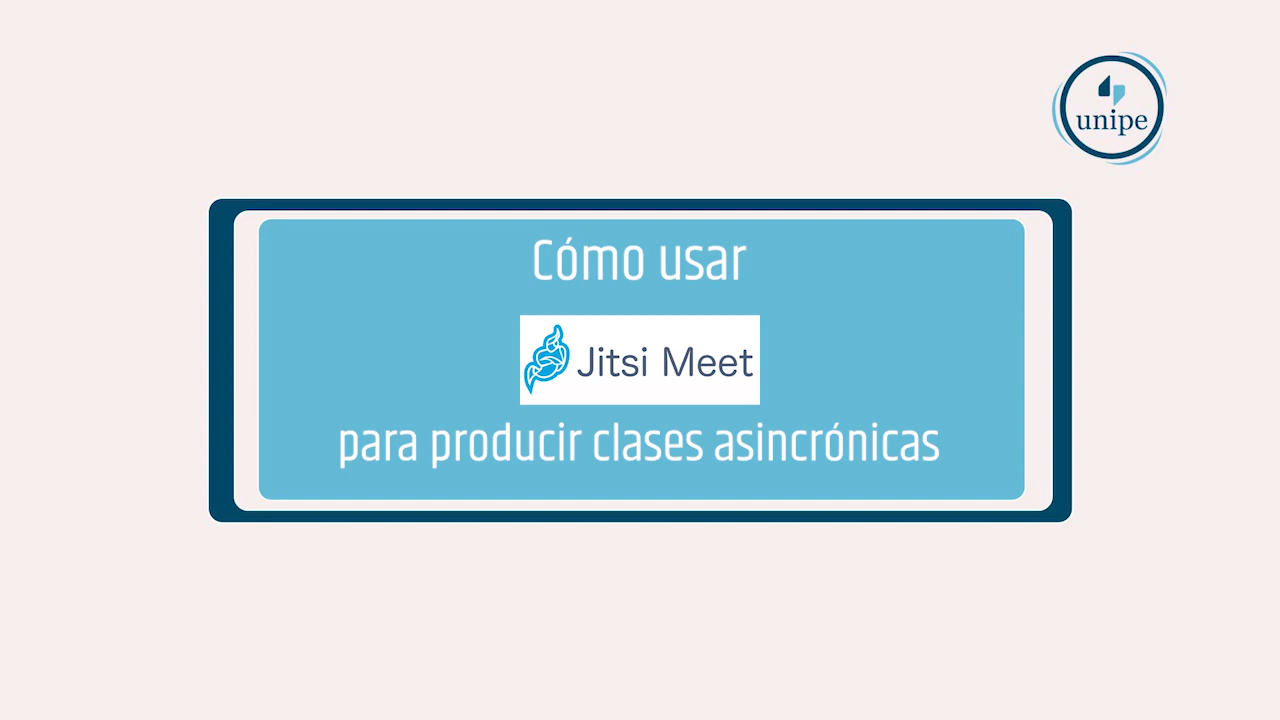 unipe
Cómo usar
Jitsi Meet
para producir clases asincrónicas